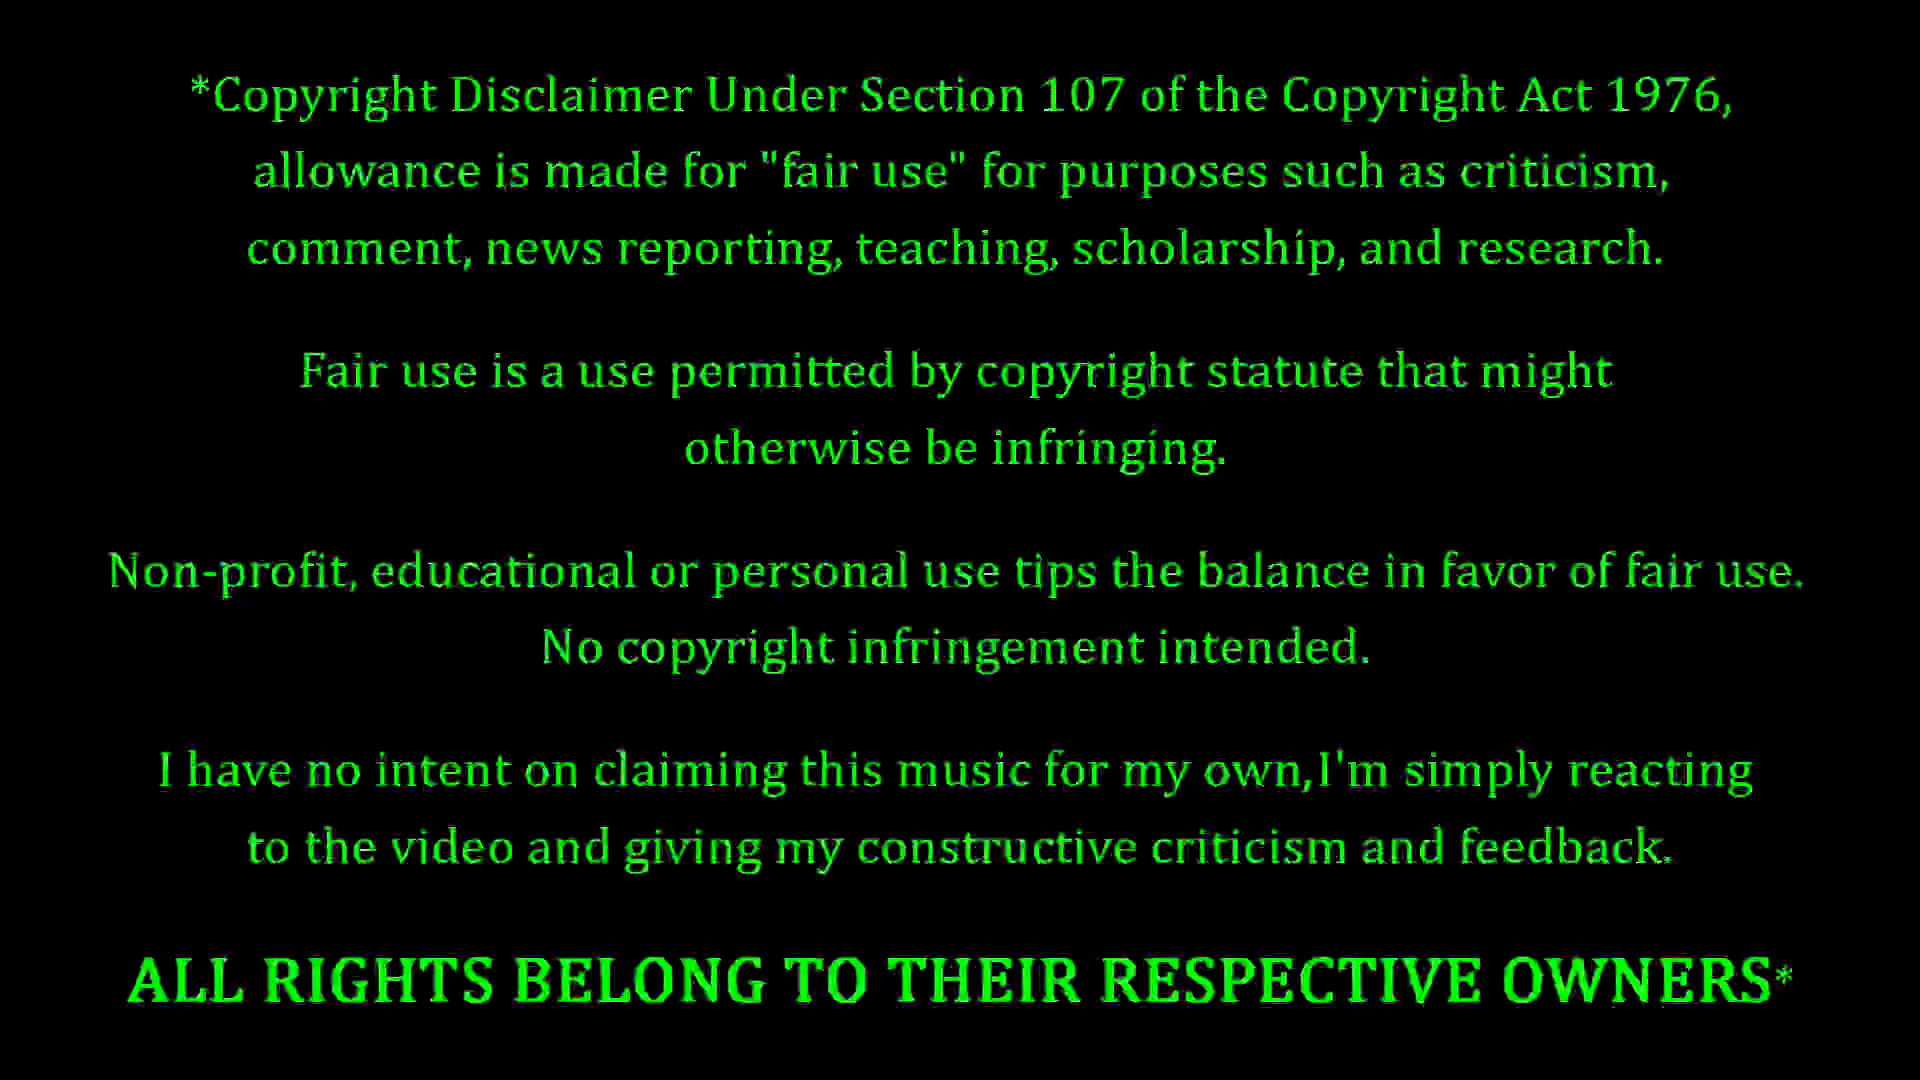 *Copyright Disclaimer Under Section 107 of the Copyright Act 1976,
allowance is made for "fair use" for purposes such as criticism,
comment, news reporting, teaching, scholarship, and research.
Fair use is a use permitted by copyright statute that might
otherwise be infringing.
Non-profit, educational or personal use tips the balance in favor of fair use.
No copyright infringement intended.
I have no intent on claiming this music for my own,I'm simply reacting
to the video and giving my constructive criticism and feedback.
ALL RIGHTS BELONG TO THEIR RESPECTIVE OWNERS*